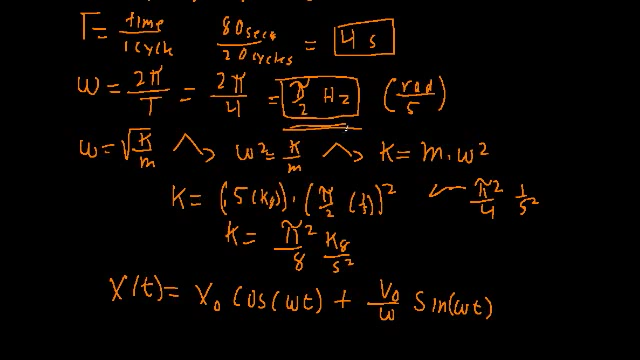 T = time/1 cycle 80 secs/20 cycles = 4 s
ω = 2π/T = 2π/4 = π/2 Hz (rad/s)
ω = √(k/m) → ω² = k/m → K = m · ω²
K = (.5 (kg)) · (π/2 (1/s))² ← π²/4 1/s²
K = π²/8 kg/s²
X(t) = X₀ cos(ωt) + V₀/ω sin(ωt)